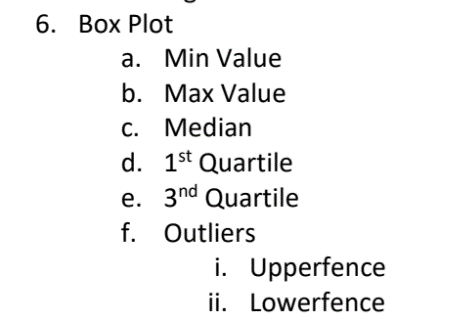 6. Box Plot
a. Min Value
b. Max Value
c. Median
d. 1st Quartile
e. 3nd Quartile
f. Outliers
i. Upperfence
ii. Lowerfence